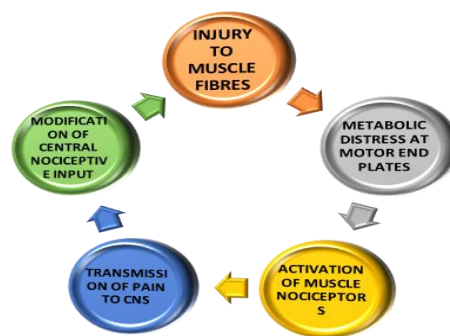 INJURY
TO
MUSCLE
FIBRES
METABOLIC
DISTRESS AT
MOTOR END
PLATES
ACTIVATION
OF MUSCLE
NOCICEPTOR
S
TRANSMISSI
ON OF PAIN
TO CNS
MODIFICATI
ON OF
CENTRAL
NOCICEPTIV
E INPUT